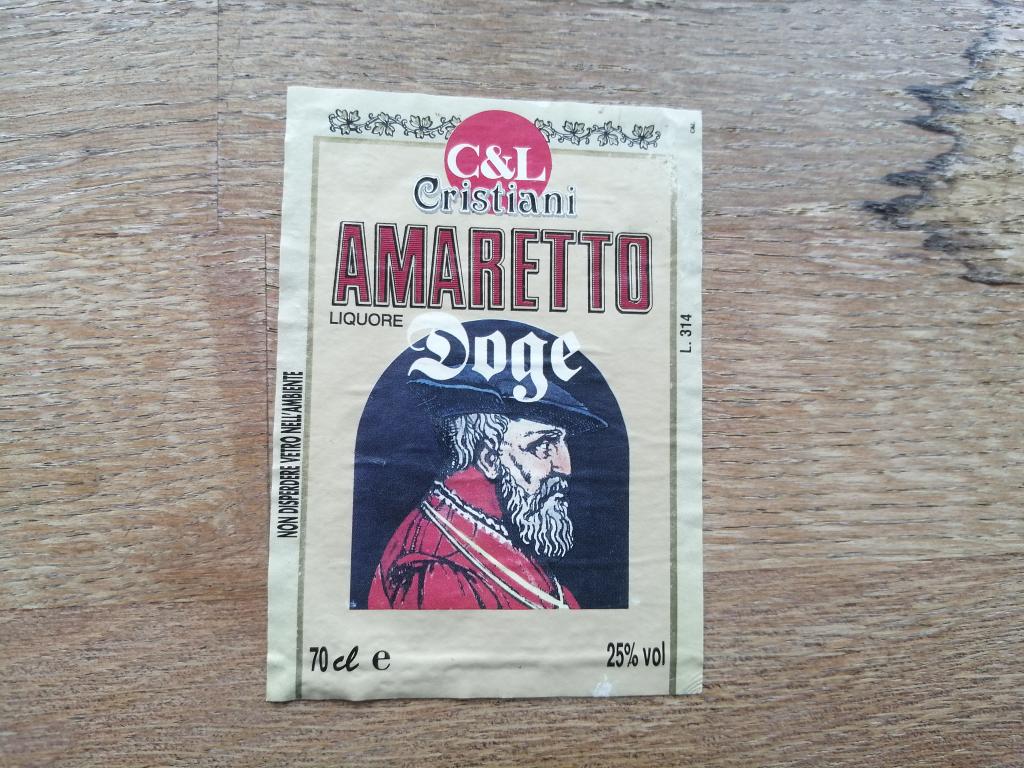 C&L
Cristiani
AMARETTO
LIQUORE
Doge
NON DISPERDERE VETRO NELL'AMBIENTE
L. 314
70 cl e
25% vol